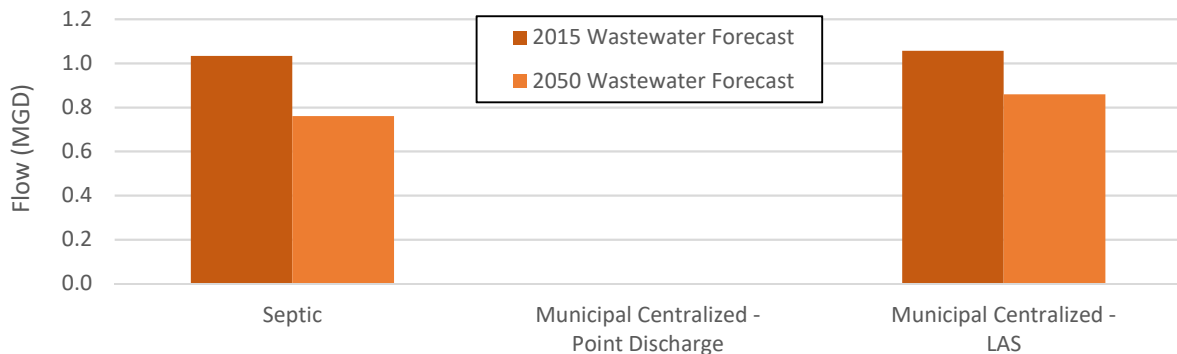 1.2
1.0
0.8
0.6
0.4
0.2
0.0
Flow (MGD)
2015 Wastewater Forecast
2050 Wastewater Forecast
Septic
Municipal Centralized -
Point Discharge
Municipal Centralized -
LAS